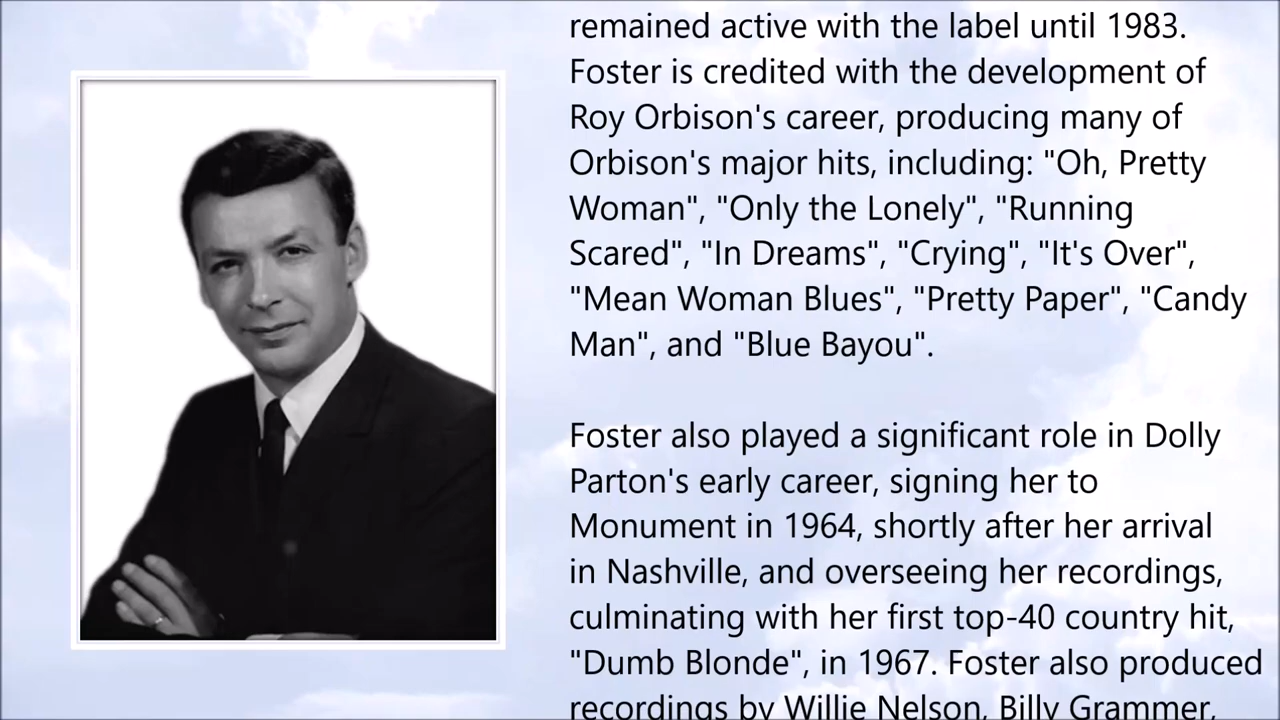 remained active with the label until 1983.
Foster is credited with the development of
Roy Orbison's career, producing many of
Orbison's major hits, including: "Oh, Pretty
Woman", "Only the Lonely", "Running
Scared", "In Dreams", "Crying", "It's Over",
"Mean Woman Blues", "Pretty Paper", "Candy
Man", and "Blue Bayou".
Foster also played a significant role in Dolly
Parton's early career, signing her to
Monument in 1964, shortly after her arrival
in Nashville, and overseeing her recordings,
culminating with her first top-40 country hit,
"Dumb Blonde", in 1967. Foster also produced
recordings by Willie Nelson, Billy Grammer,